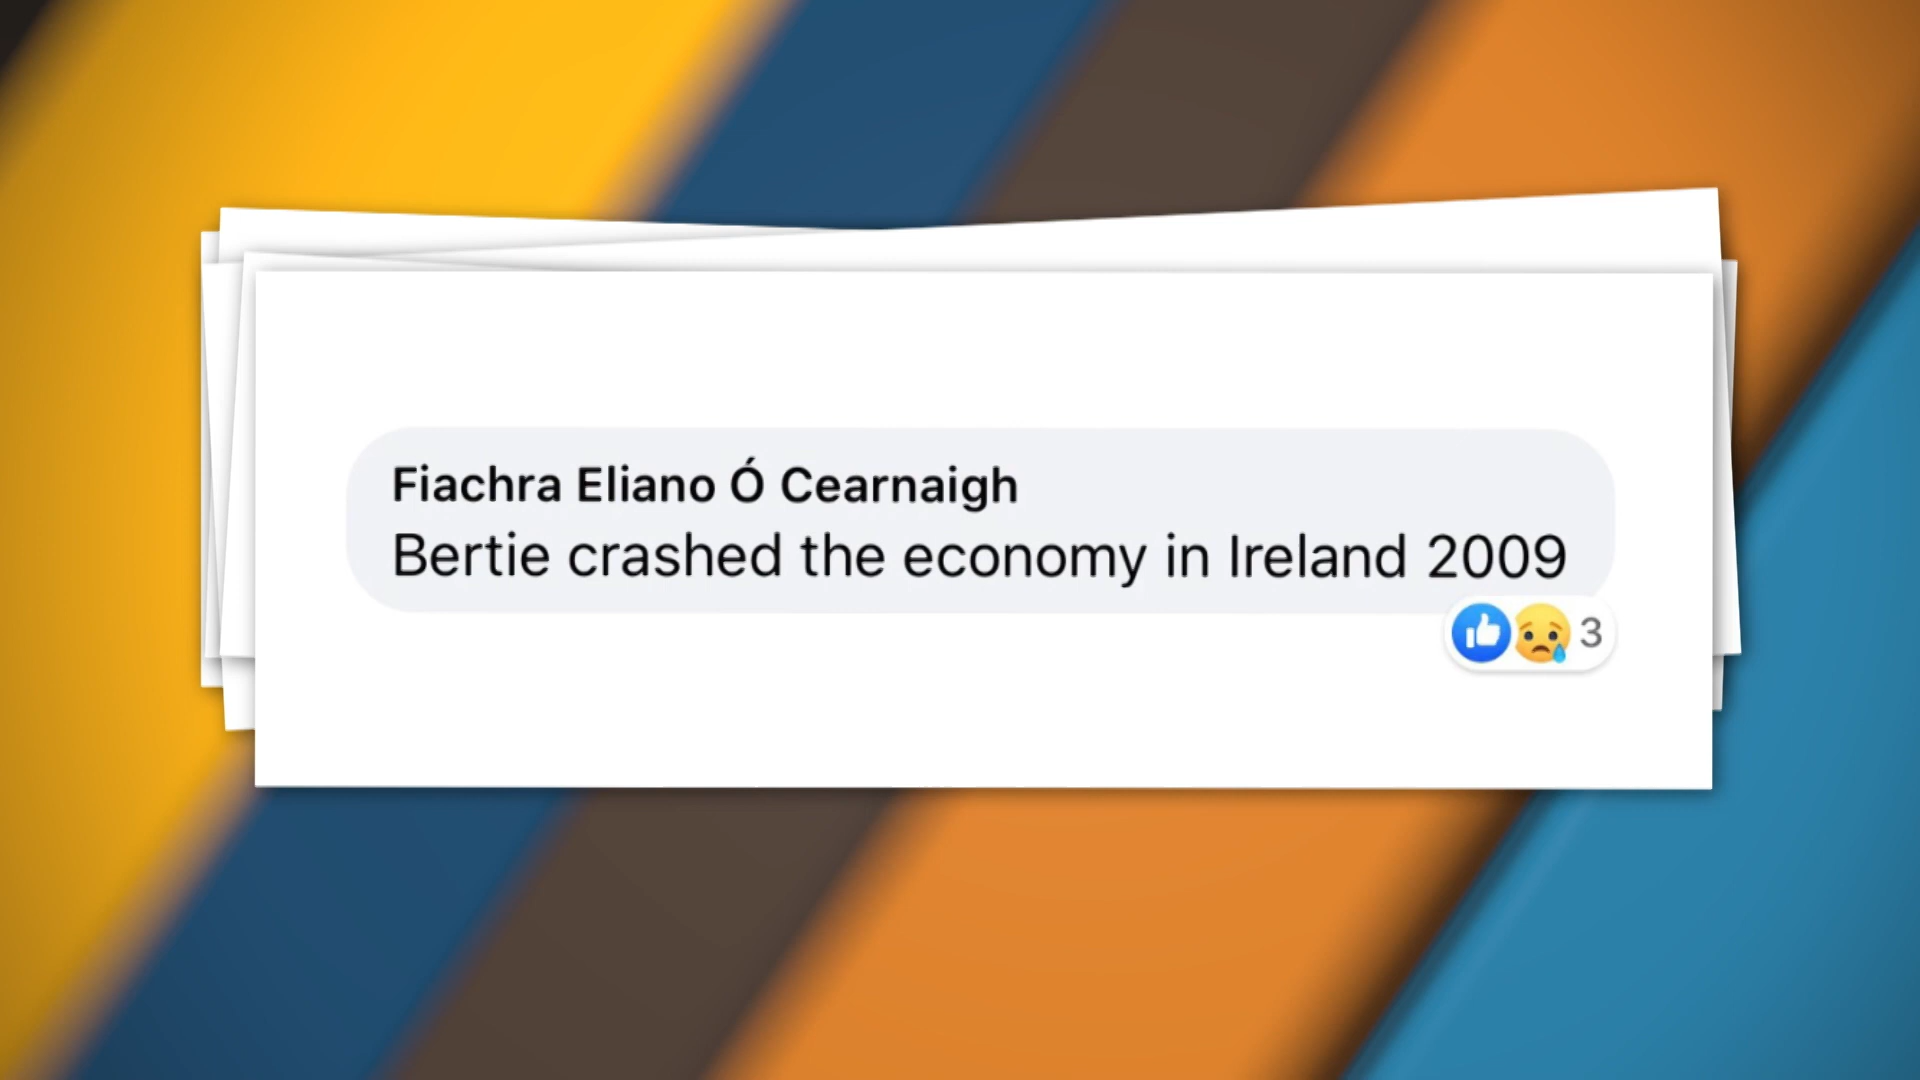 Fiachra Eliano Ó Cearnaigh
Bertie crashed the economy in Ireland 2009
3